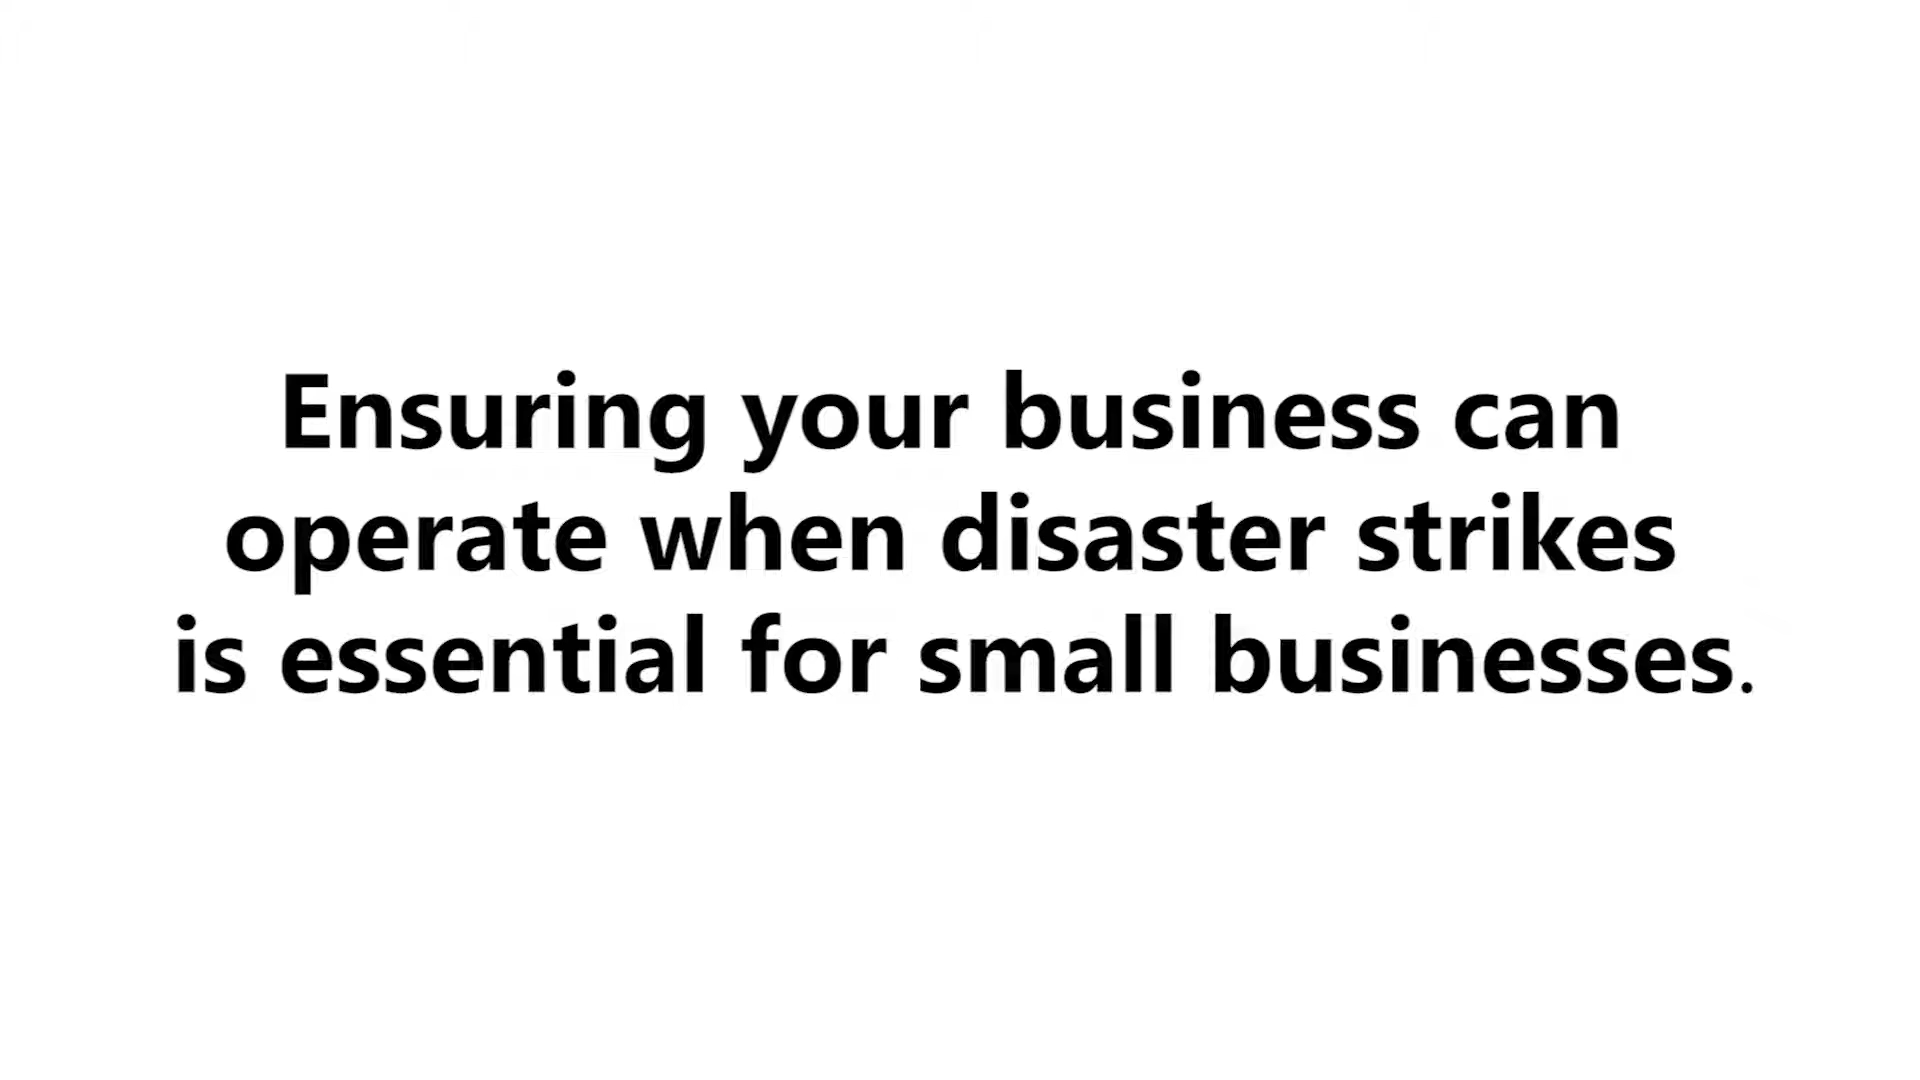 Ensuring your business can
operate when disaster strikes
is essential for small businesses.